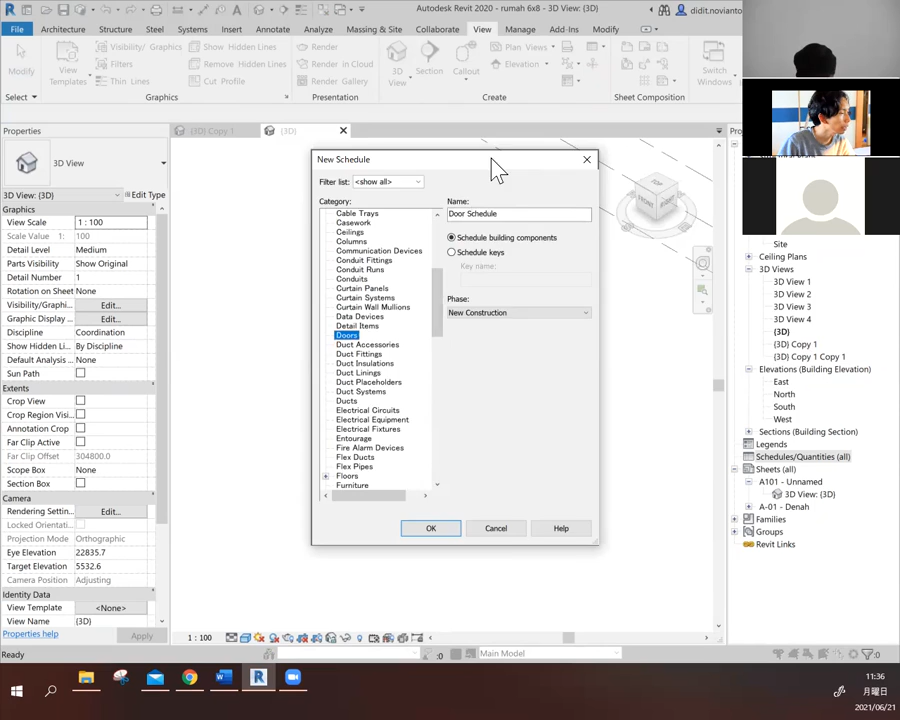 Autodesk Revit 2020 - rumah 6x8 - 3D View: {3D}
didit.novianto
File
Architecture
Structure
Steel
Systems
Insert
Annotate
Analyze
Massing & Site
Collaborate
View
Manage
Add-Ins
Modify
Modify
View
Templates
Visibility/ Graphics
Filters
Thin Lines
Show Hidden Lines
Remove Hidden Lines
Cut Profile
Render
Render in Cloud
Render Gallery
3D
View
Section
Callout
Plan Views
Elevation
Switch
Windows
Select
Graphics
Presentation
Create
Sheet Composition
Properties
{3D} Copy 1
{3D}
3D View
3D View: {3D}
Edit Type
Graphics
View Scale 1 : 100
Scale Value 1: 100
Detail Level Medium
Parts Visibility Show Original
Detail Number 1
Rotation on Sheet None
Visibility/Graphi... Edit...
Graphic Display ... Edit...
Discipline Coordination
Show Hidden Li... By Discipline
Default Analysis ... None
Sun Path
Extents
Crop View
Crop Region Visi...
Annotation Crop
Far Clip Active
Far Clip Offset 304800.0
Scope Box None
Section Box
Camera
Rendering Settin... Edit...
Locked Orientati...
Projection Mode Orthographic
Eye Elevation 22835.7
Target Elevation 5532.6
Camera Position Adjusting
Identity Data
View Template <None>
View Name {3D}
Properties help
Apply
New Schedule
Filter list: <show all>
Category:
Cable Trays
Casework
Ceilings
Columns
Communication Devices
Conduit Fittings
Conduit Runs
Conduits
Curtain Panels
Curtain Systems
Curtain Wall Mullions
Data Devices
Detail Items
Doors
Duct Accessories
Duct Fittings
Duct Insulations
Duct Linings
Duct Placeholders
Duct Systems
Ducts
Electrical Circuits
Electrical Equipment
Electrical Fixtures
Entourage
Fire Alarm Devices
Flex Ducts
Flex Pipes
Floors
Furniture
Name:
Door Schedule
Schedule building components
Schedule keys
Key name:
Phase:
New Construction
OK
Cancel
Help
TOP
RIGHT
Site
Ceiling Plans
3D Views
3D View 1
3D View 2
3D View 3
3D View 4
{3D}
{3D} Copy 1
{3D} Copy 1 Copy 1
Elevations (Building Elevation)
East
North
South
West
Sections (Building Section)
Legends
Schedules/Quantities (all)
Sheets (all)
A101 - Unnamed
3D View: {3D}
A-01 - Denah
Families
Groups
Revit Links
1 : 100
Ready
:0
Main Model
:0
11:36
月曜日
2021/06/21